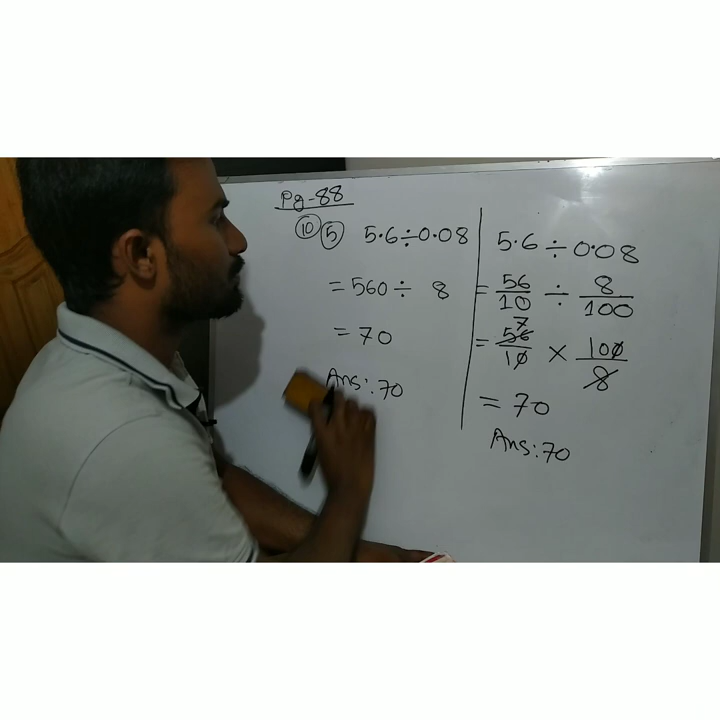 Pg-88
10 5 5.6÷0.08
=560÷ 8
=70
Ans:70
5.6÷0.08
=56/10 ÷ 8/100
7
=56/10 × 100/8
=70
Ans:70